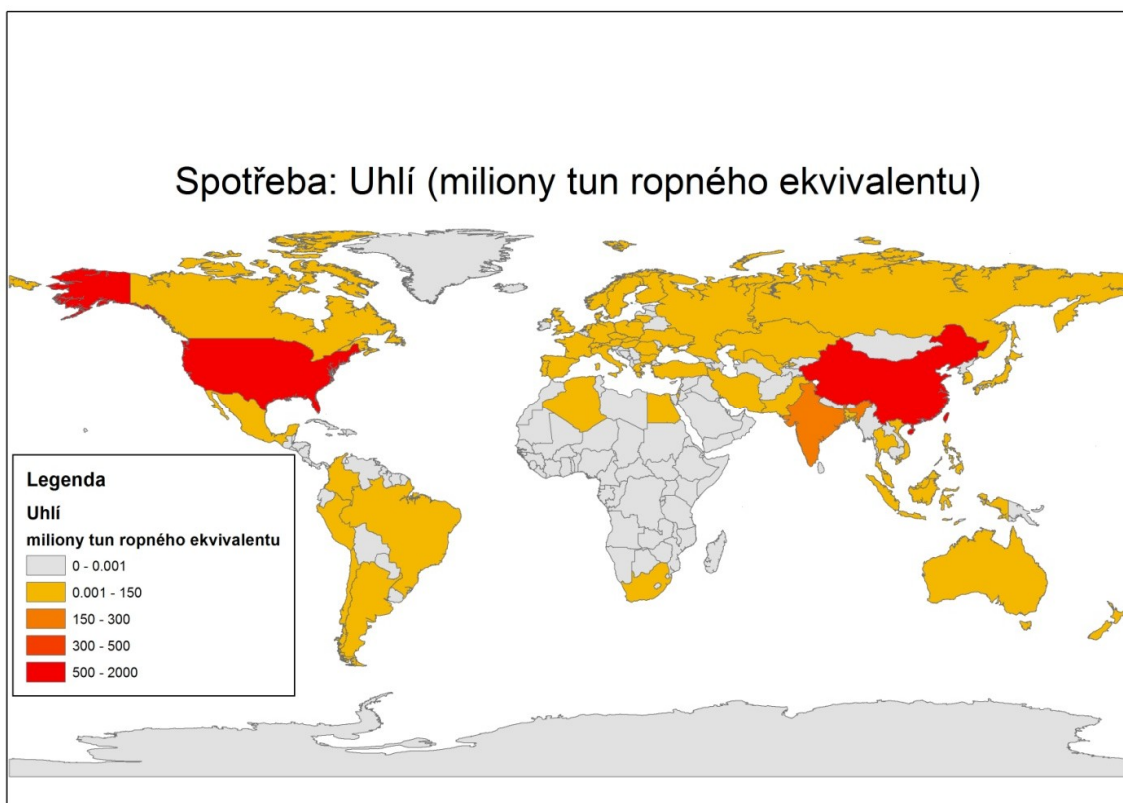 Spotřeba: Uhlí (miliony tun ropného ekvivalentu)
Legenda
Uhlí
miliony tun ropného ekvivalentu
0 - 0.001
0.001 - 150
150 - 300
300 - 500
500 - 2000